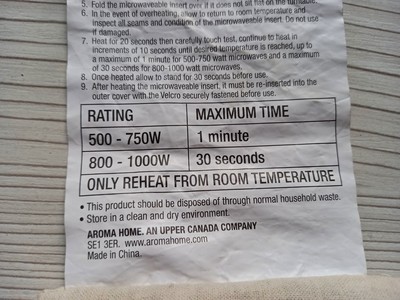 5. Fold the microwaveable insert over if it does not sit flat on the turntable.
6. In the event of overheating, allow to return to room temperature and
inspect all seams and condition of the microwaveable insert. Do not use
if damaged.
7. Heat for 20 seconds then carefully touch test, continue to heat in
increments of 10 seconds until desired temperature is reached, up to
a maximum of 1 minute for 500-750 watt microwaves and a maximum
of 30 seconds for 800-1000 watt microwaves.
8. Once heated allow to stand for 30 seconds before use.
9. After heating the microwaveable insert, it must be re-inserted into the
outer cover with the Velcro securely fastened before use.
RATING MAXIMUM TIME
500 - 750W 1 minute
800 - 1000W 30 seconds
ONLY REHEAT FROM ROOM TEMPERATURE
• This product should be disposed of through normal household waste.
• Store in a clean and dry environment.
AROMA HOME. AN UPPER CANADA COMPANY
SE1 3ER. www.aromahome.com
Made in China.